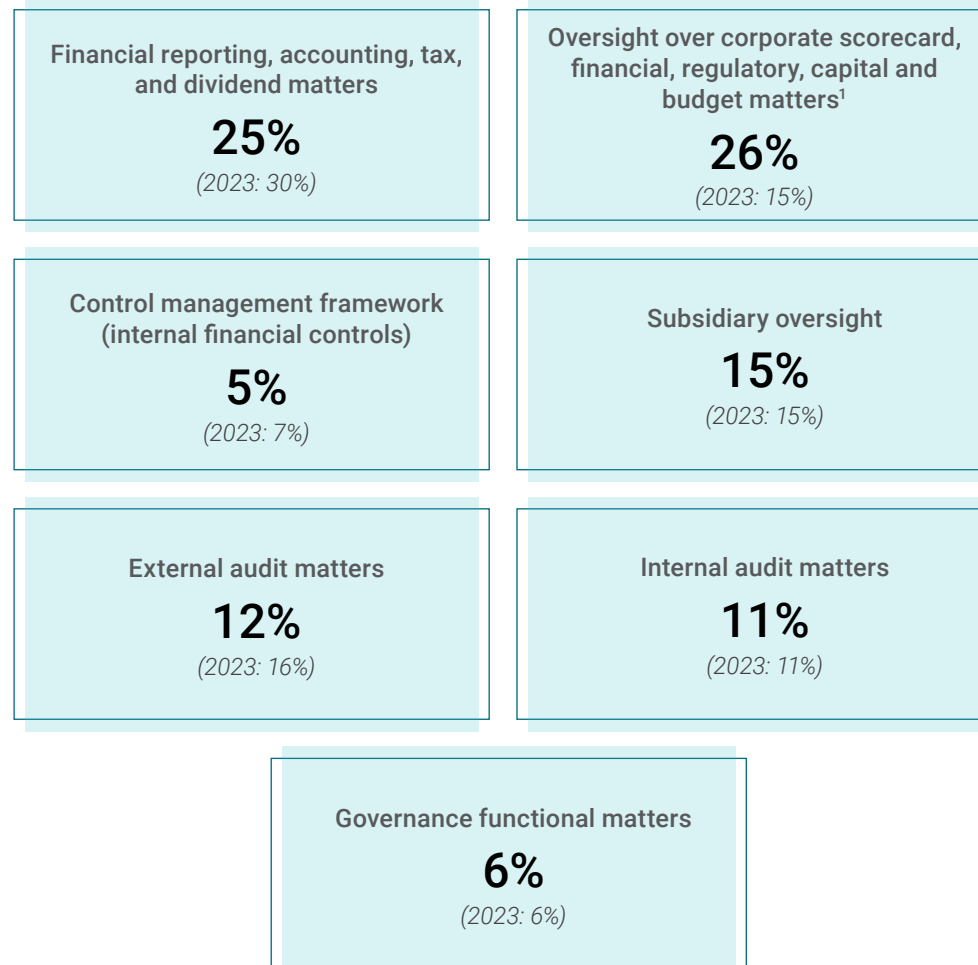 Financial reporting, accounting, tax,
and dividend matters
25%
(2023: 30%)
Oversight over corporate scorecard,
financial, regulatory, capital and
budget matters¹
26%
(2023: 15%)
Control management framework
(internal financial controls)
5%
(2023: 7%)
Subsidiary oversight
15%
(2023: 15%)
External audit matters
12%
(2023: 16%)
Internal audit matters
11%
(2023: 11%)
Governance functional matters
6%
(2023: 6%)